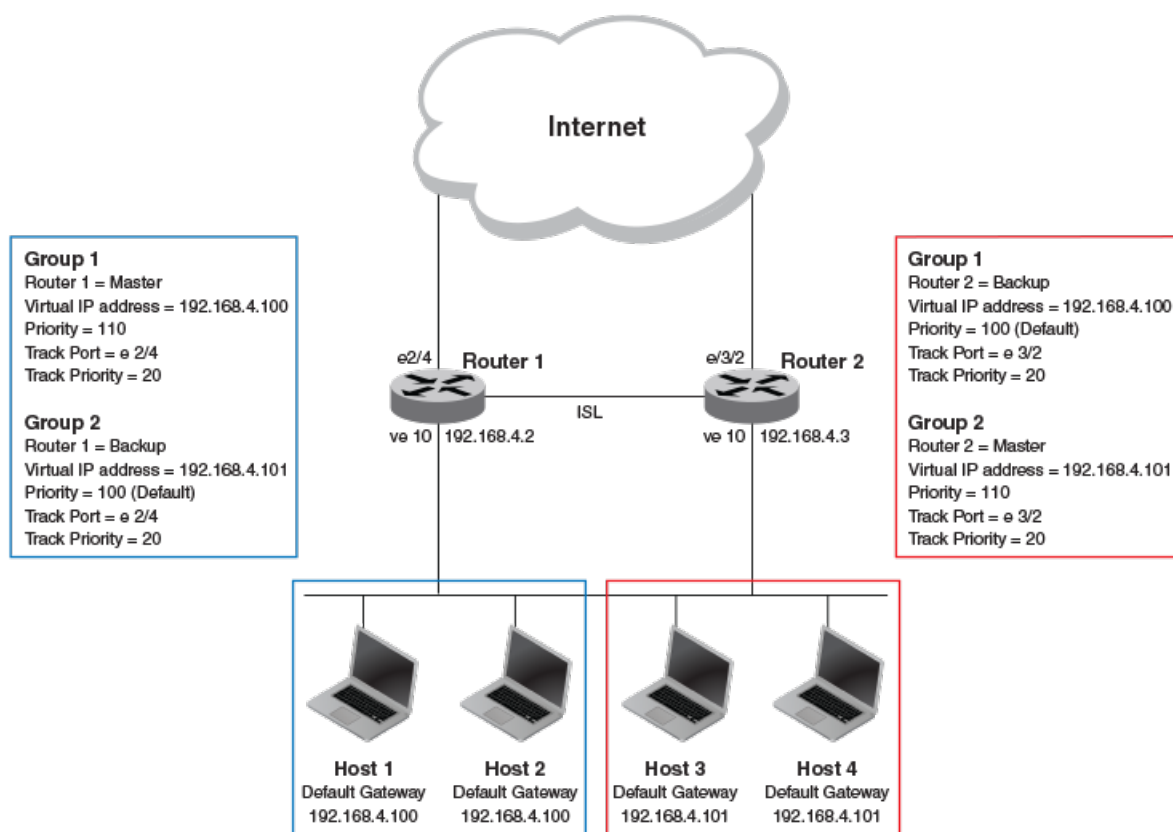 Internet
Group 1
Router 1 = Master
Virtual IP address = 192.168.4.100
Priority = 110
Track Port = e 2/4
Track Priority = 20
Group 2
Router 1 = Backup
Virtual IP address = 192.168.4.101
Priority = 100 (Default)
Track Port = e 2/4
Track Priority = 20
Group 1
Router 2 = Backup
Virtual IP address = 192.168.4.100
Priority = 100 (Default)
Track Port = e 3/2
Track Priority = 20
Group 2
Router 2 = Master
Virtual IP address = 192.168.4.101
Priority = 110
Track Port = e 3/2
Track Priority = 20
e2/4
Router 1
e/3/2
Router 2
ISL
ve 10
192.168.4.2
ve 10
192.168.4.3
Host 1
Default Gateway
192.168.4.100
Host 2
Default Gateway
192.168.4.100
Host 3
Default Gateway
192.168.4.101
Host 4
Default Gateway
192.168.4.101